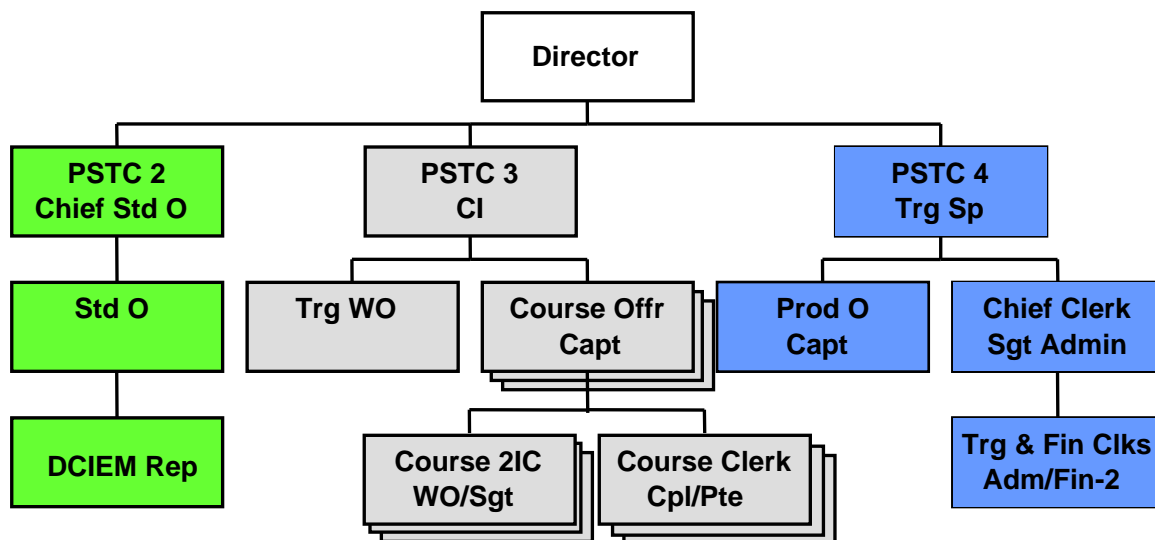 Director
PSTC 2
Chief Std O
PSTC 3
CI
PSTC 4
Trg Sp
Std O
Trg WO
Course Offr
Capt
Prod O
Capt
Chief Clerk
Sgt Admin
DCIEM Rep
Course 2IC
WO/Sgt
Course Clerk
Cpl/Pte
Trg & Fin Clks
Adm/Fin-2